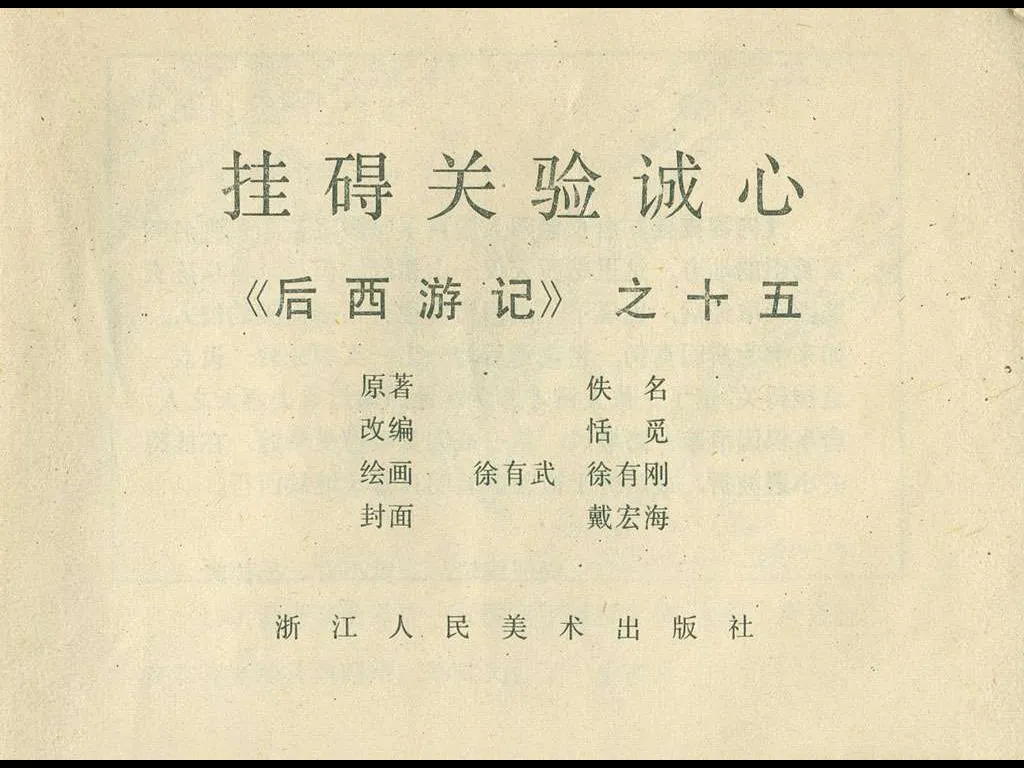 挂碍关验诚心
《后西游记》之十五
原著 佚名
改编 恬觅
绘画 徐有武 徐有刚
封面 戴宏海
浙江人民美术出版社